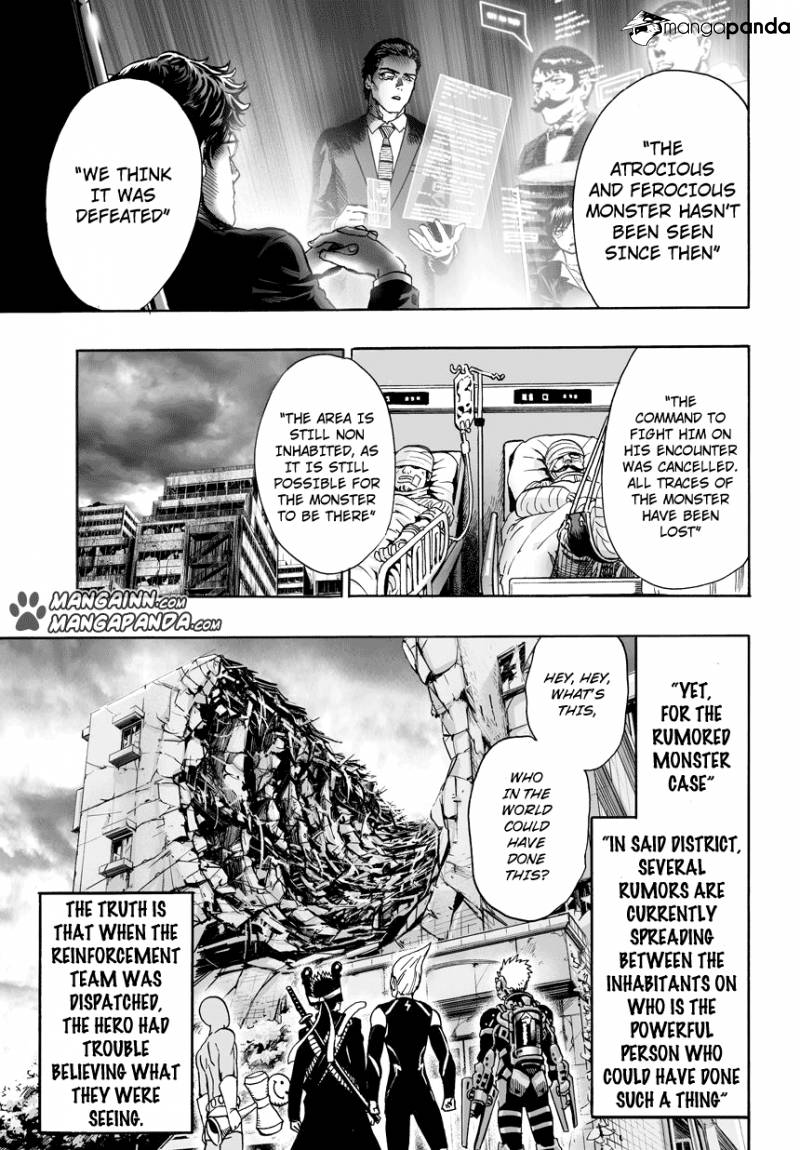 mangapanda
"THE
ATROCIOUS
AND FEROCIOUS
MONSTER HASN'T
BEEN SEEN
SINCE THEN"
"WE THINK
IT WAS
DEFEATED"
"THE
COMMAND TO
FIGHT HIM ON
HIS ENCOUNTER
WAS CANCELLED.
ALL TRACES OF
THE MONSTER
HAVE BEEN
LOST"
"THE AREA IS
STILL NON
INHABITED, AS
IT IS STILL
POSSIBLE FOR
THE MONSTER
TO BE THERE"
MANGAINN.COM
MANGAPANDA.COM
"YET,
FOR THE
RUMORED
MONSTER
CASE"
HEY, HEY,
WHAT'S
THIS,
WHO
IN THE
WORLD
COULD
HAVE
DONE
THIS?
"IN SAID DISTRICT,
SEVERAL
RUMORS ARE
CURRENTLY
SPREADING
BETWEEN THE
INHABITANTS ON
WHO IS THE
POWERFUL
PERSON WHO
COULD HAVE DONE
SUCH A THING"
THE TRUTH IS
THAT WHEN THE
REINFORCEMENT
TEAM WAS
DISPATCHED,
THE HERO HAD
TROUBLE
BELIEVING WHAT
THEY WERE
SEEING.